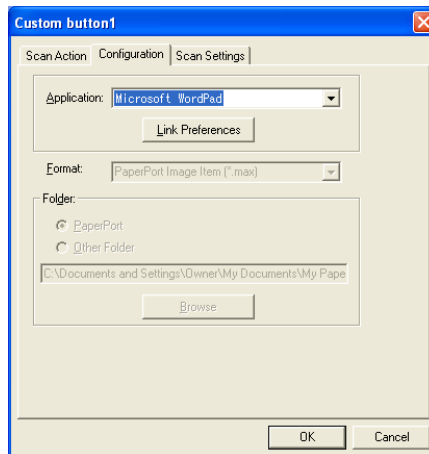 Custom button1
Scan Action Configuration Scan Settings
Application: Microsoft WordPad
Link Preferences
Format: PaperPort Image Item (*.max)
Folder:
PaperPort
Other Folder
C:\Documents and Settings\Owner\My Documents\My Pape
Browse
OK Cancel